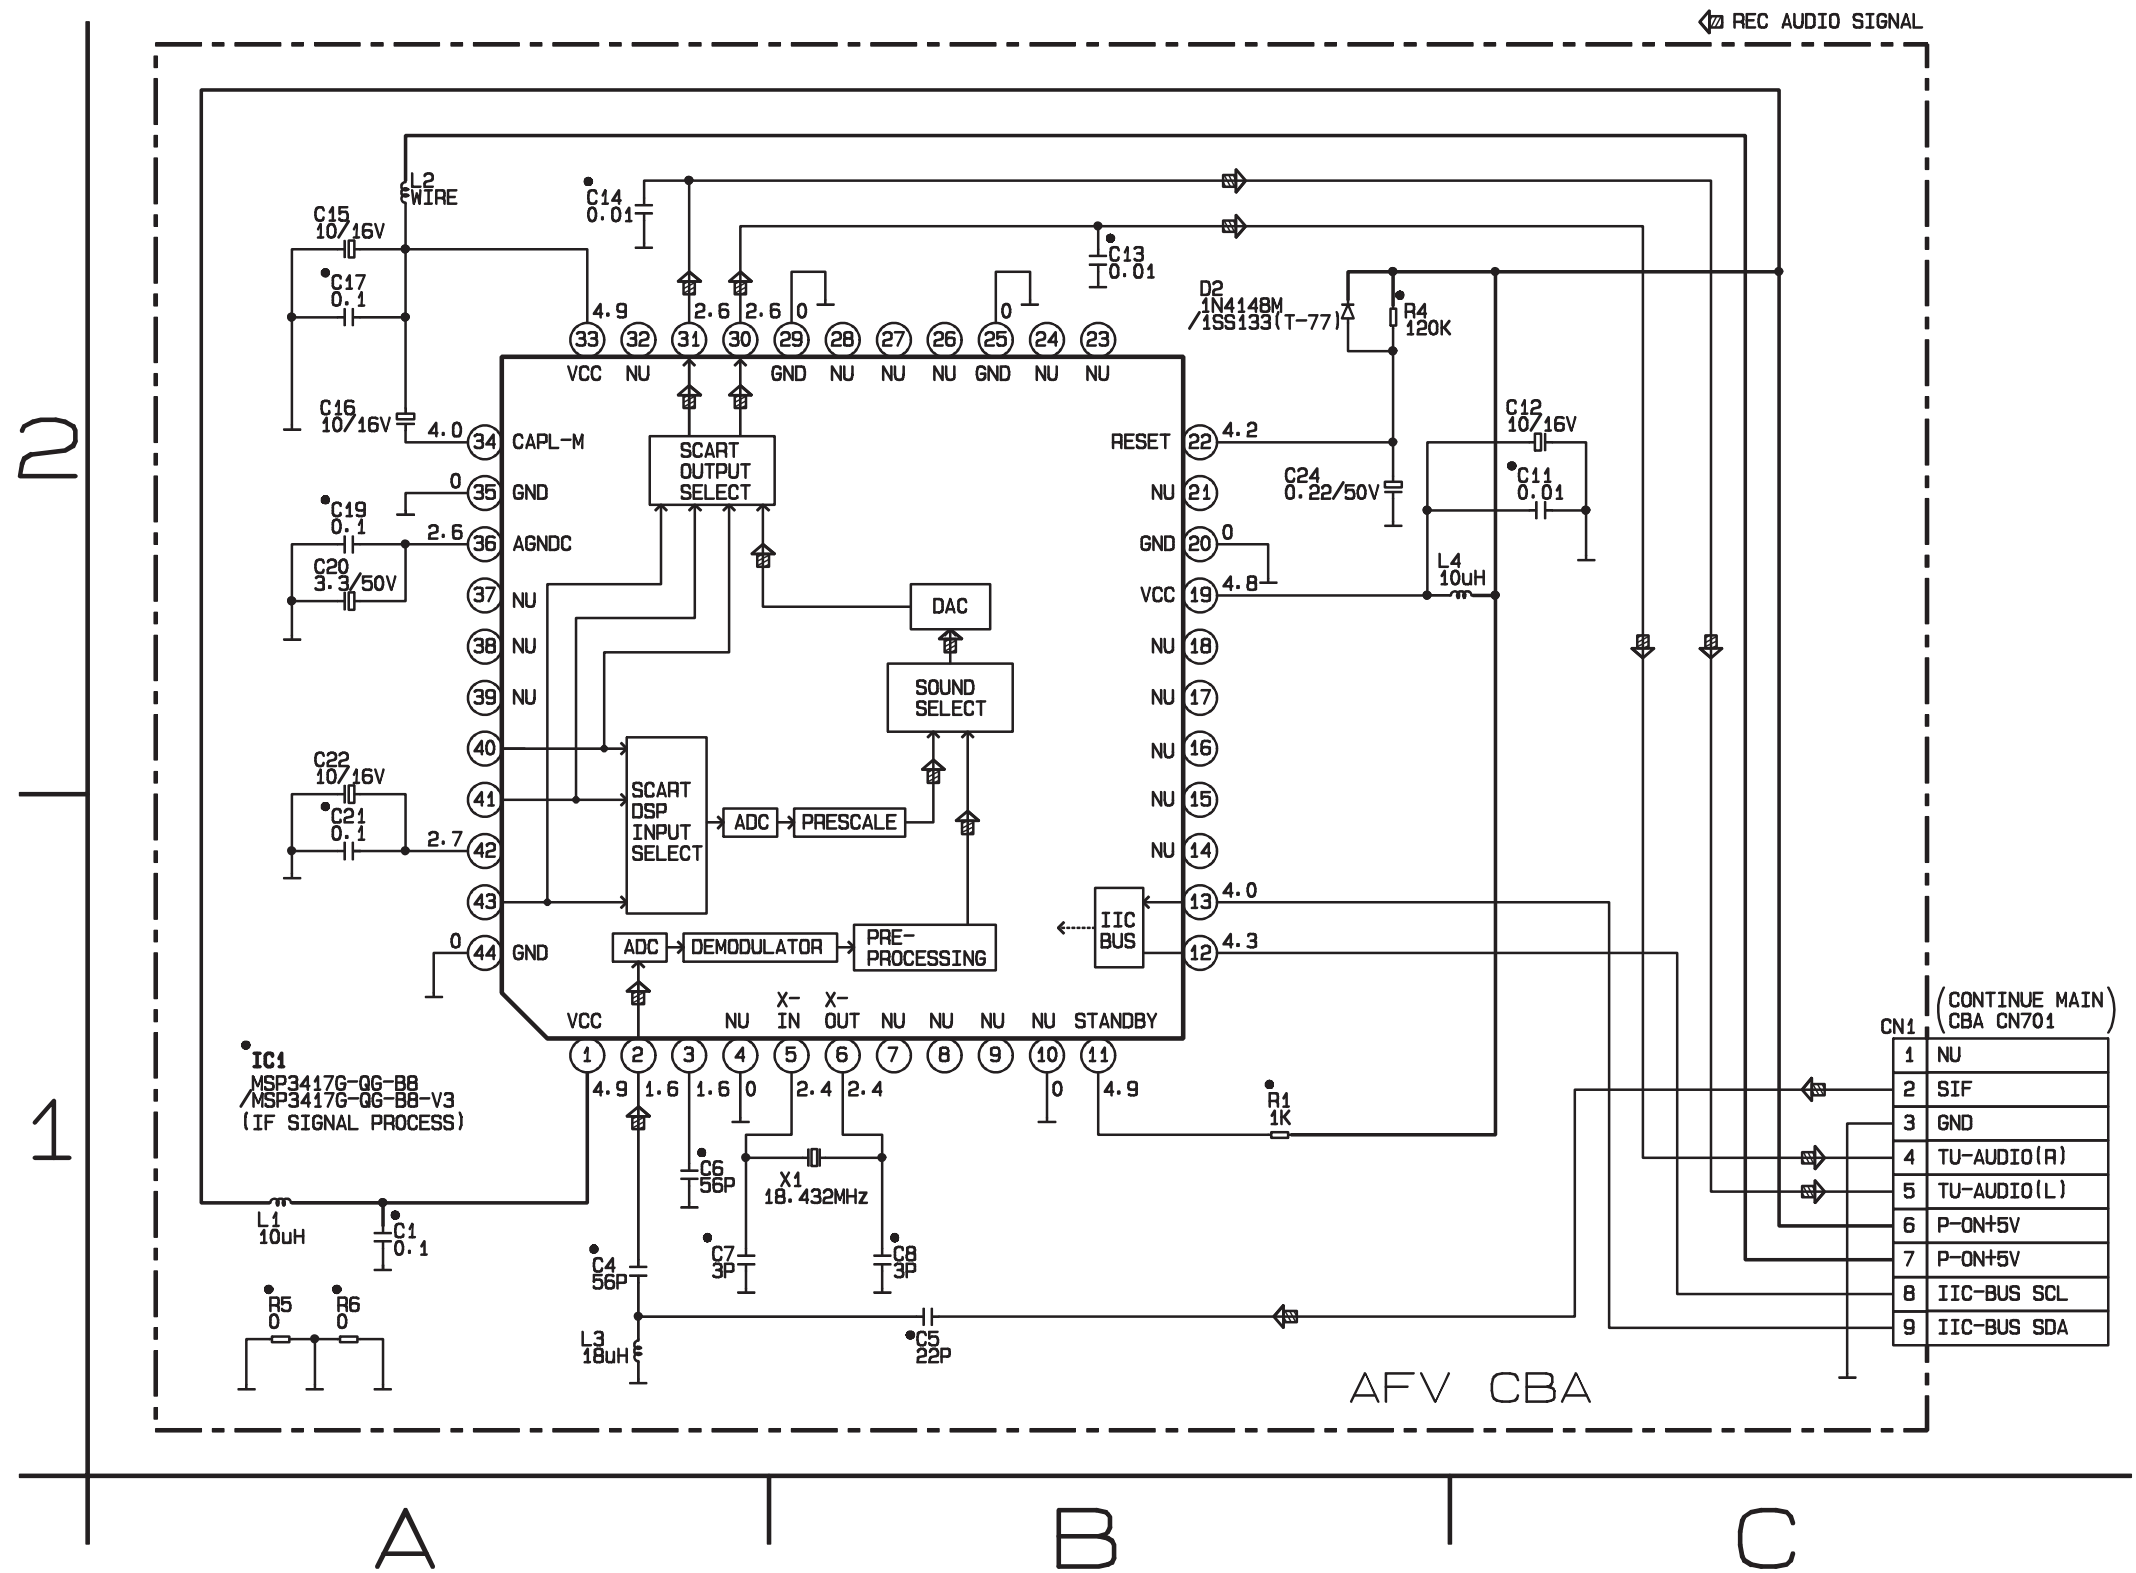 REC AUDIO SIGNAL
L2
WIRE
C15
10/16V
C17
0.1
C14
0.01
C13
0.01
D2
1N4148M
/1SS133(T-77)
R4
120K
4.9
2.6
2.6
0
0
33
32
31
30
29
28
27
26
25
24
23
VCC
NU
GND
NU
NU
NU
GND
NU
NU
C16
10/16V
4.0
34
CAPL-M
0
35
GND
C19
0.1
2.6
36
AGNDC
C20
3.3/50V
37
NU
38
NU
39
NU
40
C22
10/16V
41
C21
0.1
2.7
42
43
0
44
GND
SCART
OUTPUT
SELECT
DAC
SOUND
SELECT
SCART
DSP
INPUT
SELECT
ADC
PRESCALE
ADC
DEMODULATOR
PRE-
PROCESSING
IIC
BUS
RESET
22
4.2
NU
21
GND
20
0
VCC
19
4.8
NU
18
NU
17
NU
16
NU
15
NU
14
13
4.0
12
4.3
C24
0.22/50V
C12
10/16V
C11
0.01
L4
10uH
VCC
NU
X-
IN
X-
OUT
NU
NU
NU
NU
STANDBY
1
2
3
4
5
6
7
8
9
10
11
4.9
1.6
1.6
0
2.4
2.4
0
4.9
IC1
MSP3417G-QG-B8
/MSP3417G-QG-B8-V3
(IF SIGNAL PROCESS)
R1
1K
C6
56P
X1
18.432MHz
L1
10uH
C1
0.1
C4
56P
C7
3P
C8
3P
R5
0
R6
0
L3
18uH
C5
22P
AFV CBA
CN1
(CONTINUE MAIN
CBA CN701)
1 NU
2 SIF
3 GND
4 TU-AUDIO(R)
5 TU-AUDIO(L)
6 P-ON+5V
7 P-ON+5V
8 IIC-BUS SCL
9 IIC-BUS SDA
2
1
A
B
C